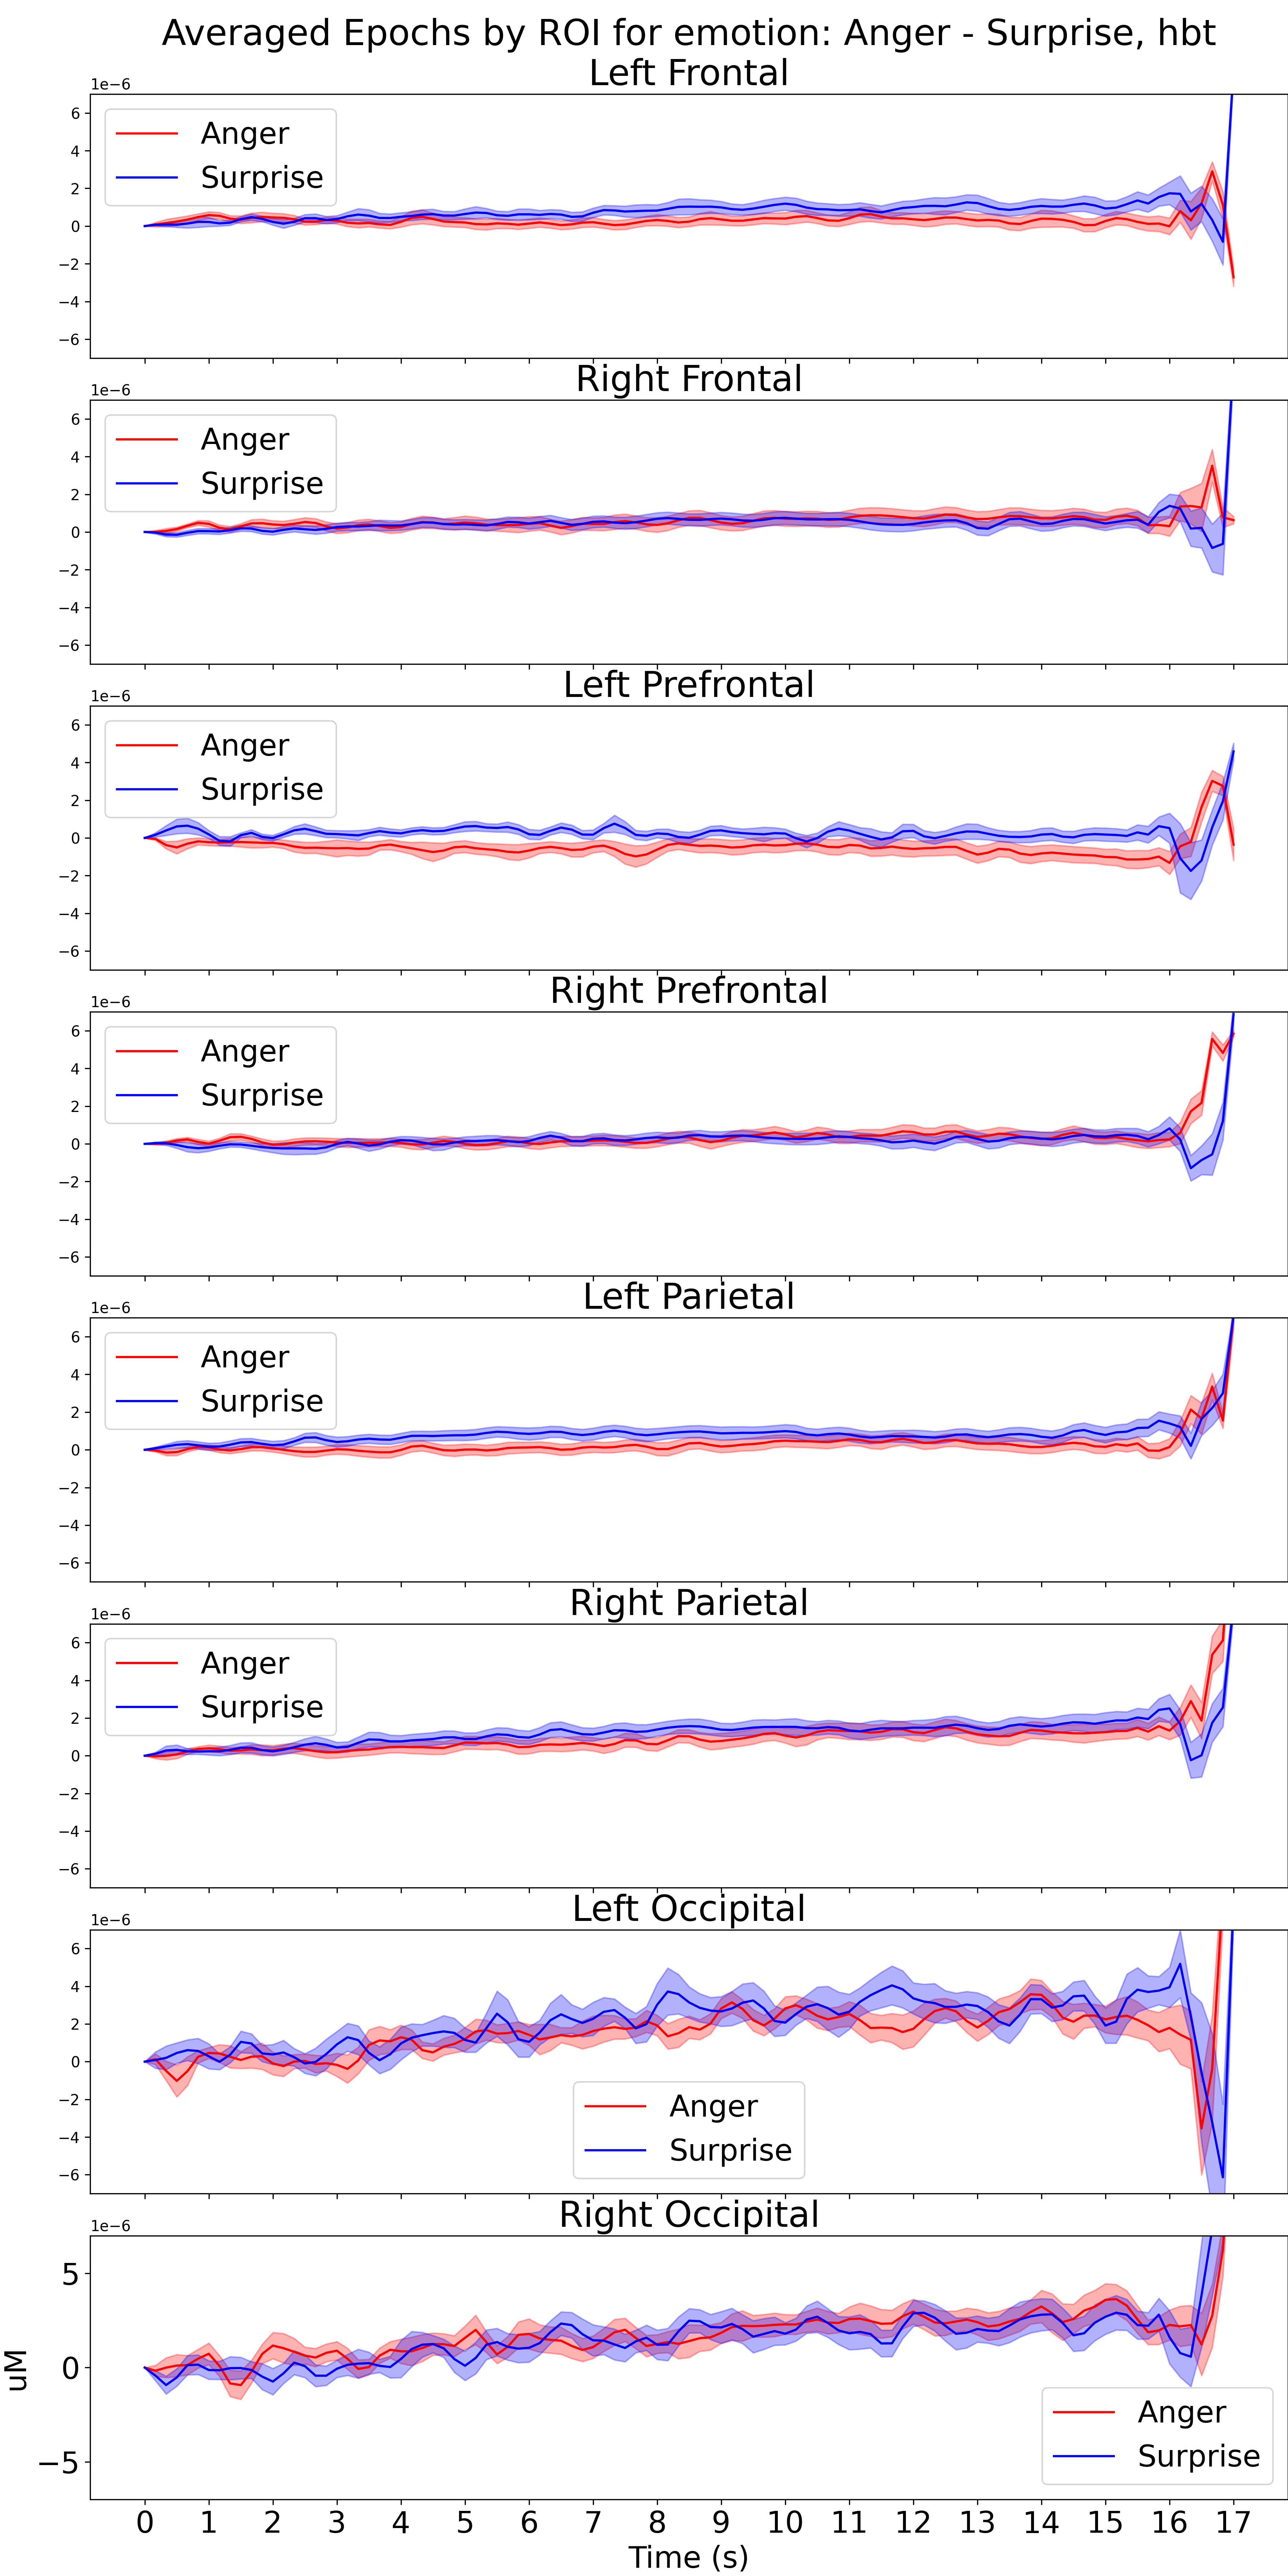 Averaged Epochs by ROI for emotion: Anger - Surprise, hbt
Left Frontal
1e−6
6
4
2
0
−2
−4
−6
Anger
Surprise
Right Frontal
1e−6
6
4
2
0
−2
−4
−6
Anger
Surprise
Left Prefrontal
1e−6
6
4
2
0
−2
−4
−6
Anger
Surprise
Right Prefrontal
1e−6
6
4
2
0
−2
−4
−6
Anger
Surprise
Left Parietal
1e−6
6
4
2
0
−2
−4
−6
Anger
Surprise
Right Parietal
1e−6
6
4
2
0
−2
−4
−6
Anger
Surprise
Left Occipital
1e−6
6
4
2
0
−2
−4
−6
Anger
Surprise
Right Occipital
1e−6
5
0
−5
uM
Anger
Surprise
0 1 2 3 4 5 6 7 8 9 10 11 12 13 14 15 16 17
Time (s)